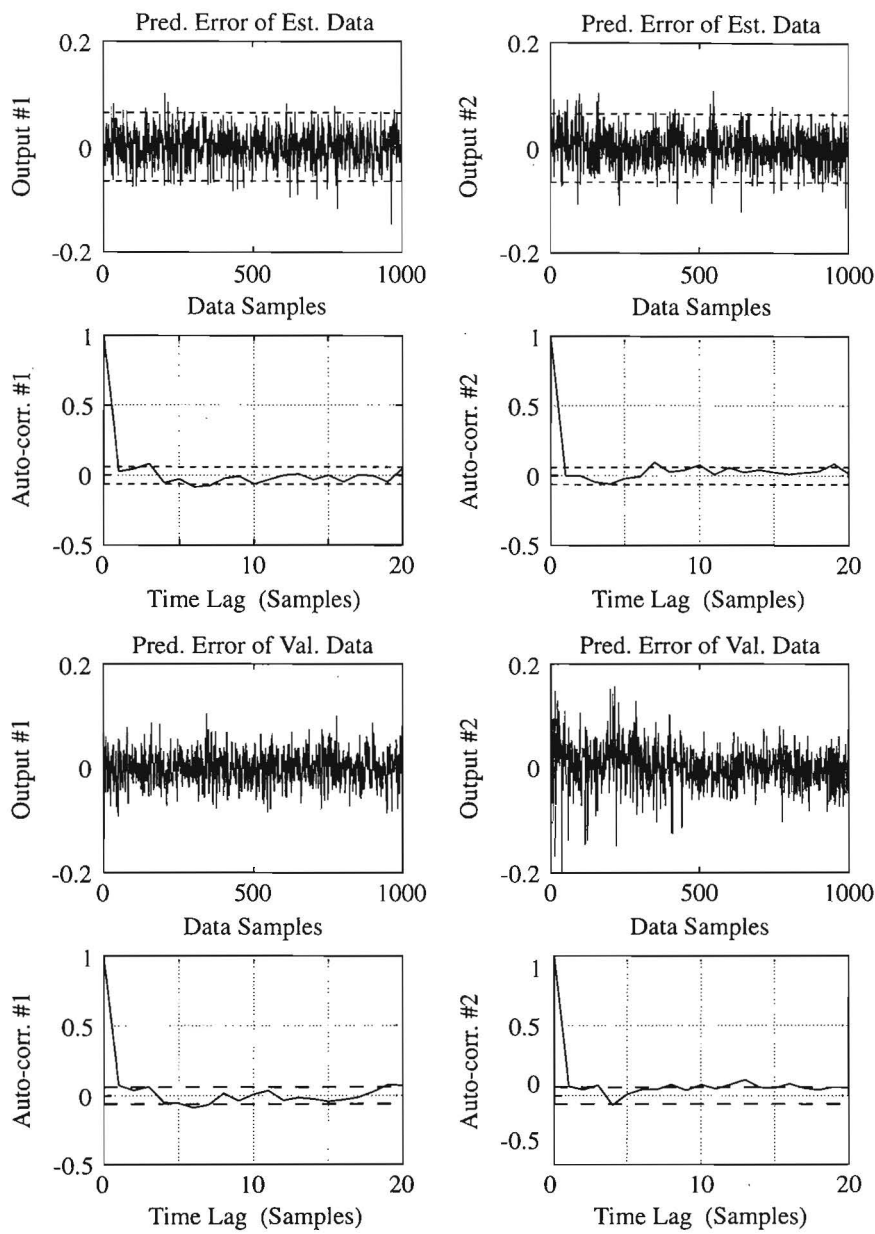 Pred. Error of Est. Data
Output #1
0.2
0
-0.2
0
500
1000
Data Samples
Pred. Error of Est. Data
Output #2
0.2
0
-0.2
0
500
1000
Data Samples
Auto-corr. #1
1
0.5
0
-0.5
0
10
20
Time Lag (Samples)
Auto-corr. #2
1
0.5
0
-0.5
0
10
20
Time Lag (Samples)
Pred. Error of Val. Data
Output #1
0.2
0
-0.2
0
500
1000
Data Samples
Pred. Error of Val. Data
Output #2
0.2
0
-0.2
0
500
1000
Data Samples
Auto-corr. #1
1
0.5
0
-0.5
0
10
20
Time Lag (Samples)
Auto-corr. #2
1
0.5
0
-0.5
0
10
20
Time Lag (Samples)